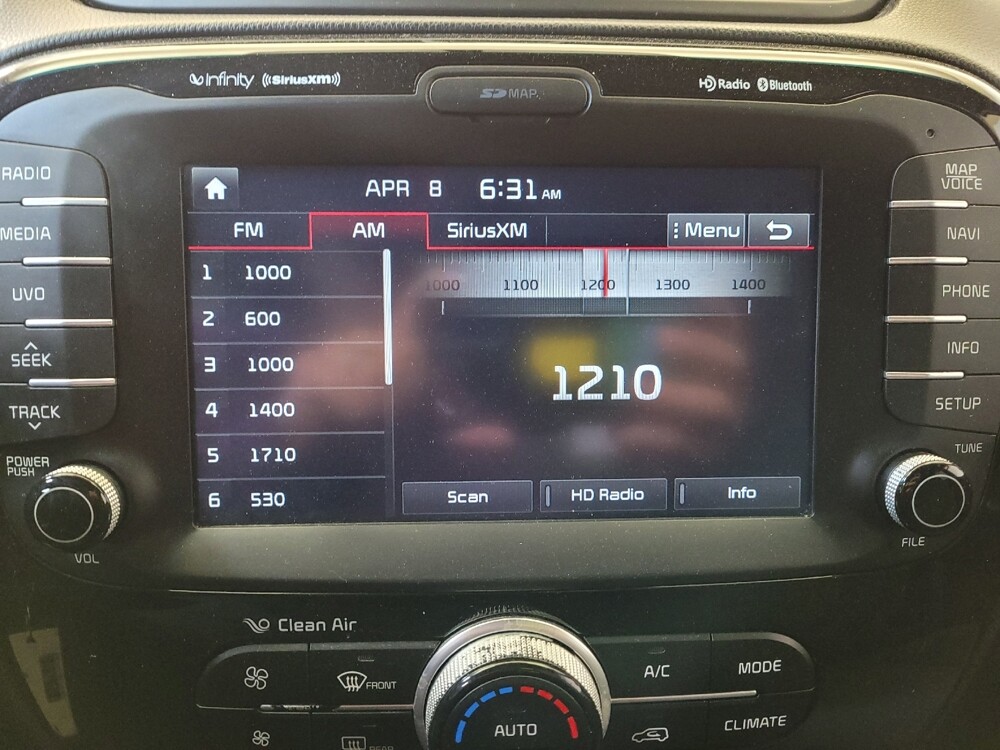 infinity ((SiriusXM)) SD MAP HD Radio Bluetooth
RADIO
MEDIA
UVO
SEEK
TRACK
POWER
PUSH
VOL
APR 8 6:31 AM
FM AM SiriusXM Menu
1 1000
2 600
3 1000
4 1400
5 1710
6 530
1000 1100 1200 1300 1400
1210
Scan HD Radio Info
MAP
VOICE
NAVI
PHONE
INFO
SETUP
TUNE
FILE
Clean Air
FRONT
REAR
AUTO
A/C
MODE
CLIMATE